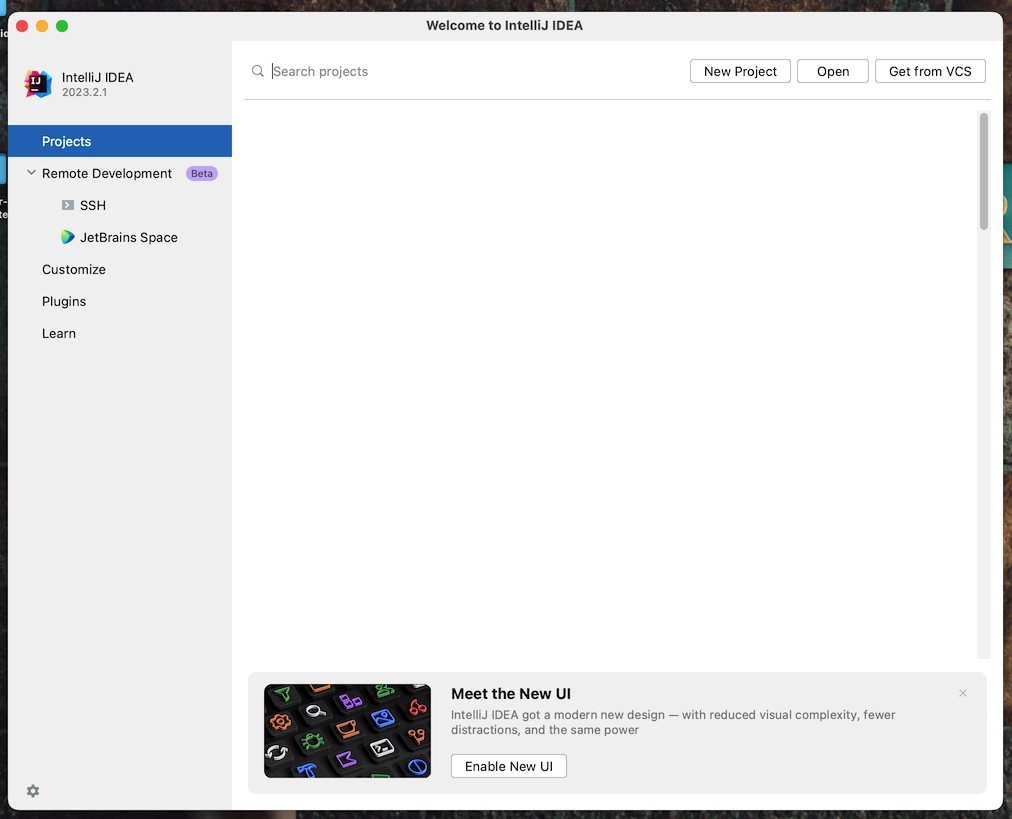 Welcome to IntelliJ IDEA
IntelliJ IDEA
2023.2.1
Search projects
New Project
Open
Get from VCS
Projects
Remote Development
Beta
SSH
JetBrains Space
Customize
Plugins
Learn
Meet the New UI
IntelliJ IDEA got a modern new design — with reduced visual complexity, fewer
distractions, and the same power
Enable New UI